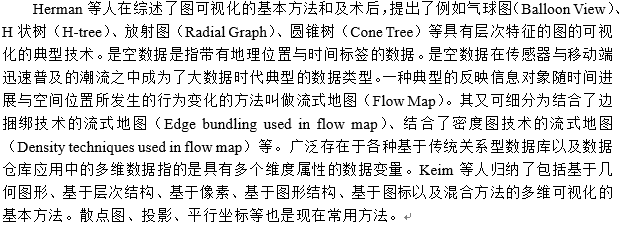 Herman 等人在综述了图可视化的基本方法和及术后，提出了例如气球图（Balloon View）、
H 状树（H-tree）、放射图（Radial Graph）、圆锥树（Cone Tree）等具有层次特征的图的可视
化的典型技术。是空数据是指带有地理位置与时间标签的数据。是空数据在传感器与移动端
迅速普及的潮流之中成为了大数据时代典型的数据类型。一种典型的反映信息对象随时间进
展与空间位置所发生的行为变化的方法叫做流式地图（Flow Map）。其又可细分为结合了边
捆绑技术的流式地图（Edge bundling used in flow map）、结合了密度图技术的流式地图
（Density techniques used in flow map）等。广泛存在于各种基于传统关系型数据库以及数据
仓库应用中的多维数据指的是具有多个维度属性的数据变量。Keim 等人归纳了包括基于几
何图形、基于层次结构、基于像素、基于图形结构、基于图标以及混合方法的多维可视化的
基本方法。散点图、投影、平行坐标等也是现在常用方法。